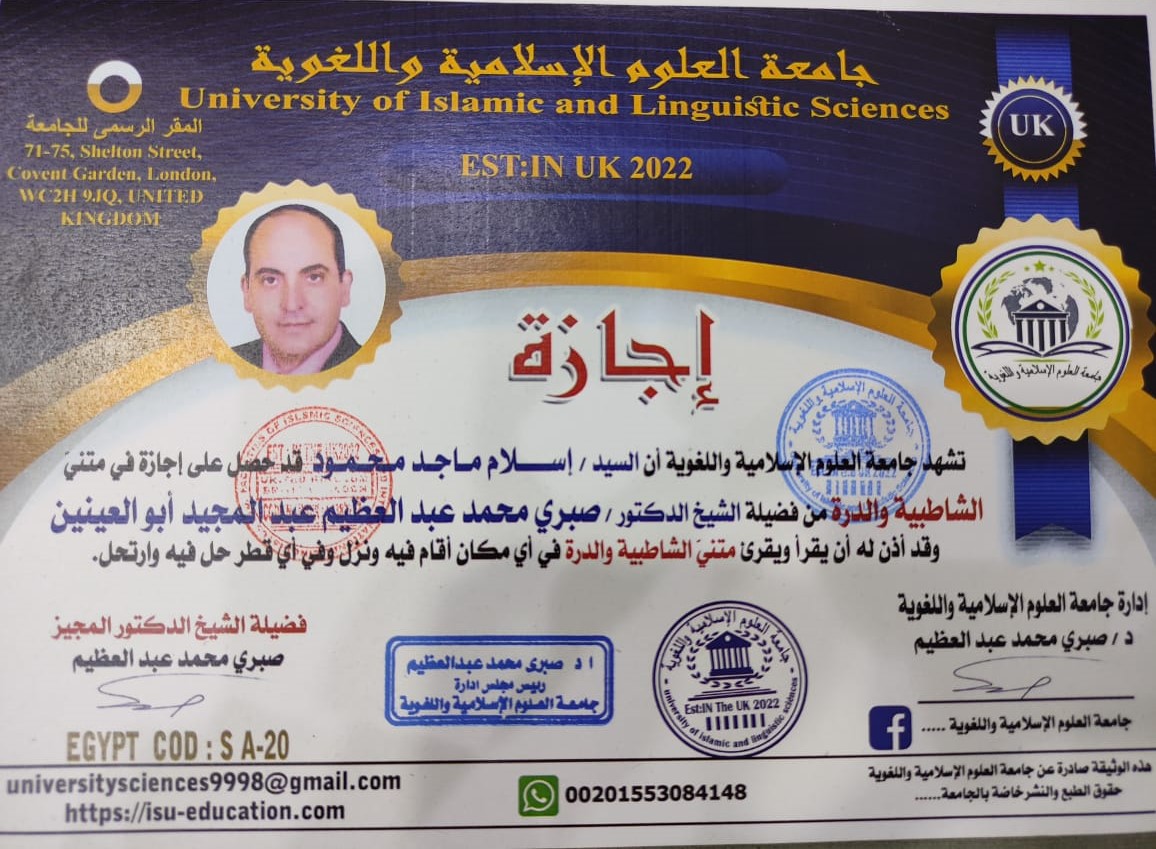 جامعة العلوم الإسلامية واللغوية
University of Islamic and Linguistic Sciences
EST:IN UK 2022
المقر الرسمى للجامعة
71-75, Shelton Street,
Covent Garden, London,
WC2H 9JQ, UNITED
KINGDOM
UK
جامعة العلوم الإسلامية واللغوية
إجازة
تشهد جامعة العلوم الإسلامية واللغوية أن السيد / إسلام ماجد محمود قد حصل على إجازة في متني
الشاطبية والدرة من فضيلة الشيخ الدكتور / صبري محمد عبد العظيم عبد المجيد أبو العينين
وقد أذن له أن يقرأ ويقرئ متني الشاطبية والدرة في أي مكان أقام فيه ونزل وفي أي قطر حل فيه وارتحل.
إدارة جامعة العلوم الإسلامية واللغوية
د / صبري محمد عبد العظيم
فضيلة الشيخ الدكتور المجيز
صبري محمد عبد العظيم
ا د صبرى محمد عبدالعظيم
رئيس مجلس ادارة
جامعة العلوم الإسلامية واللغوية
جامعة العلوم الإسلامية واللغوية
Est:IN The UK 2022
university of islamic and linguistic sciences
جامعة العلوم الإسلامية واللغوية .....
EGYPT COD : S A-20
universitysciences9998@gmail.com
https://isu-education.com
00201553084148
هذه الوثيقة صادرة عن جامعة العلوم الإسلامية واللغوية
حقوق الطبع والنشر خاصة بالجامعة......